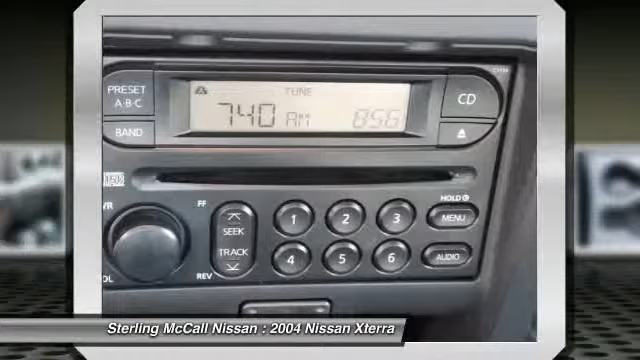 TUNE
PRESET
A·B·C
740 AM 856
CD
BAND
HOLD
FF
1 2 3
MENU
SEEK
TRACK
4 5 6
AUDIO
REV
Sterling McCall Nissan : 2004 Nissan Xterra